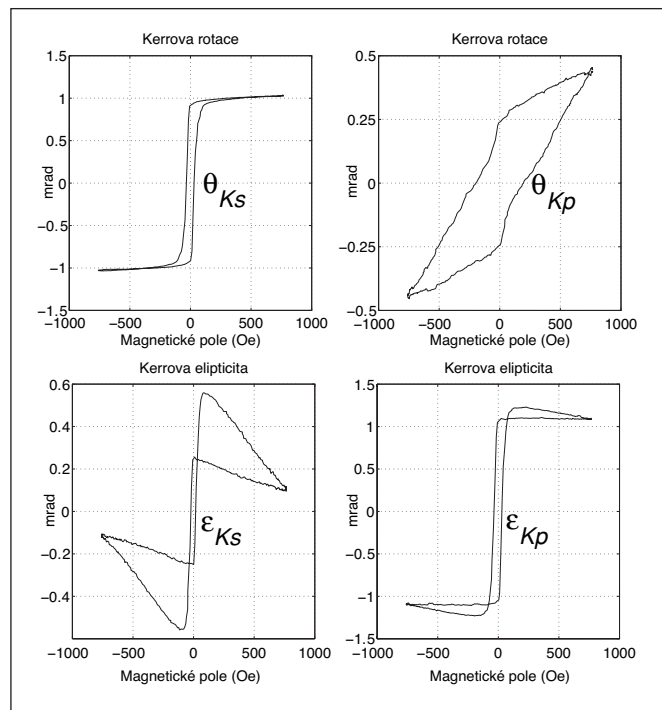 Kerrova rotace
1.5
1
0.5
0
−0.5
−1
−1.5
mrad
θKs
−1000 −500 0 500 1000
Magnetické pole (Oe)
Kerrova rotace
0.5
0.25
0
−0.25
−0.5
mrad
θKp
−1000 −500 0 500 1000
Magnetické pole (Oe)
Kerrova elipticita
0.6
0.4
0.2
0
−0.2
−0.4
mrad
εKs
−1000 −500 0 500 1000
Magnetické pole (Oe)
Kerrova elipticita
1.5
1
0.5
0
−0.5
−1
−1.5
mrad
εKp
−1000 −500 0 500 1000
Magnetické pole (Oe)